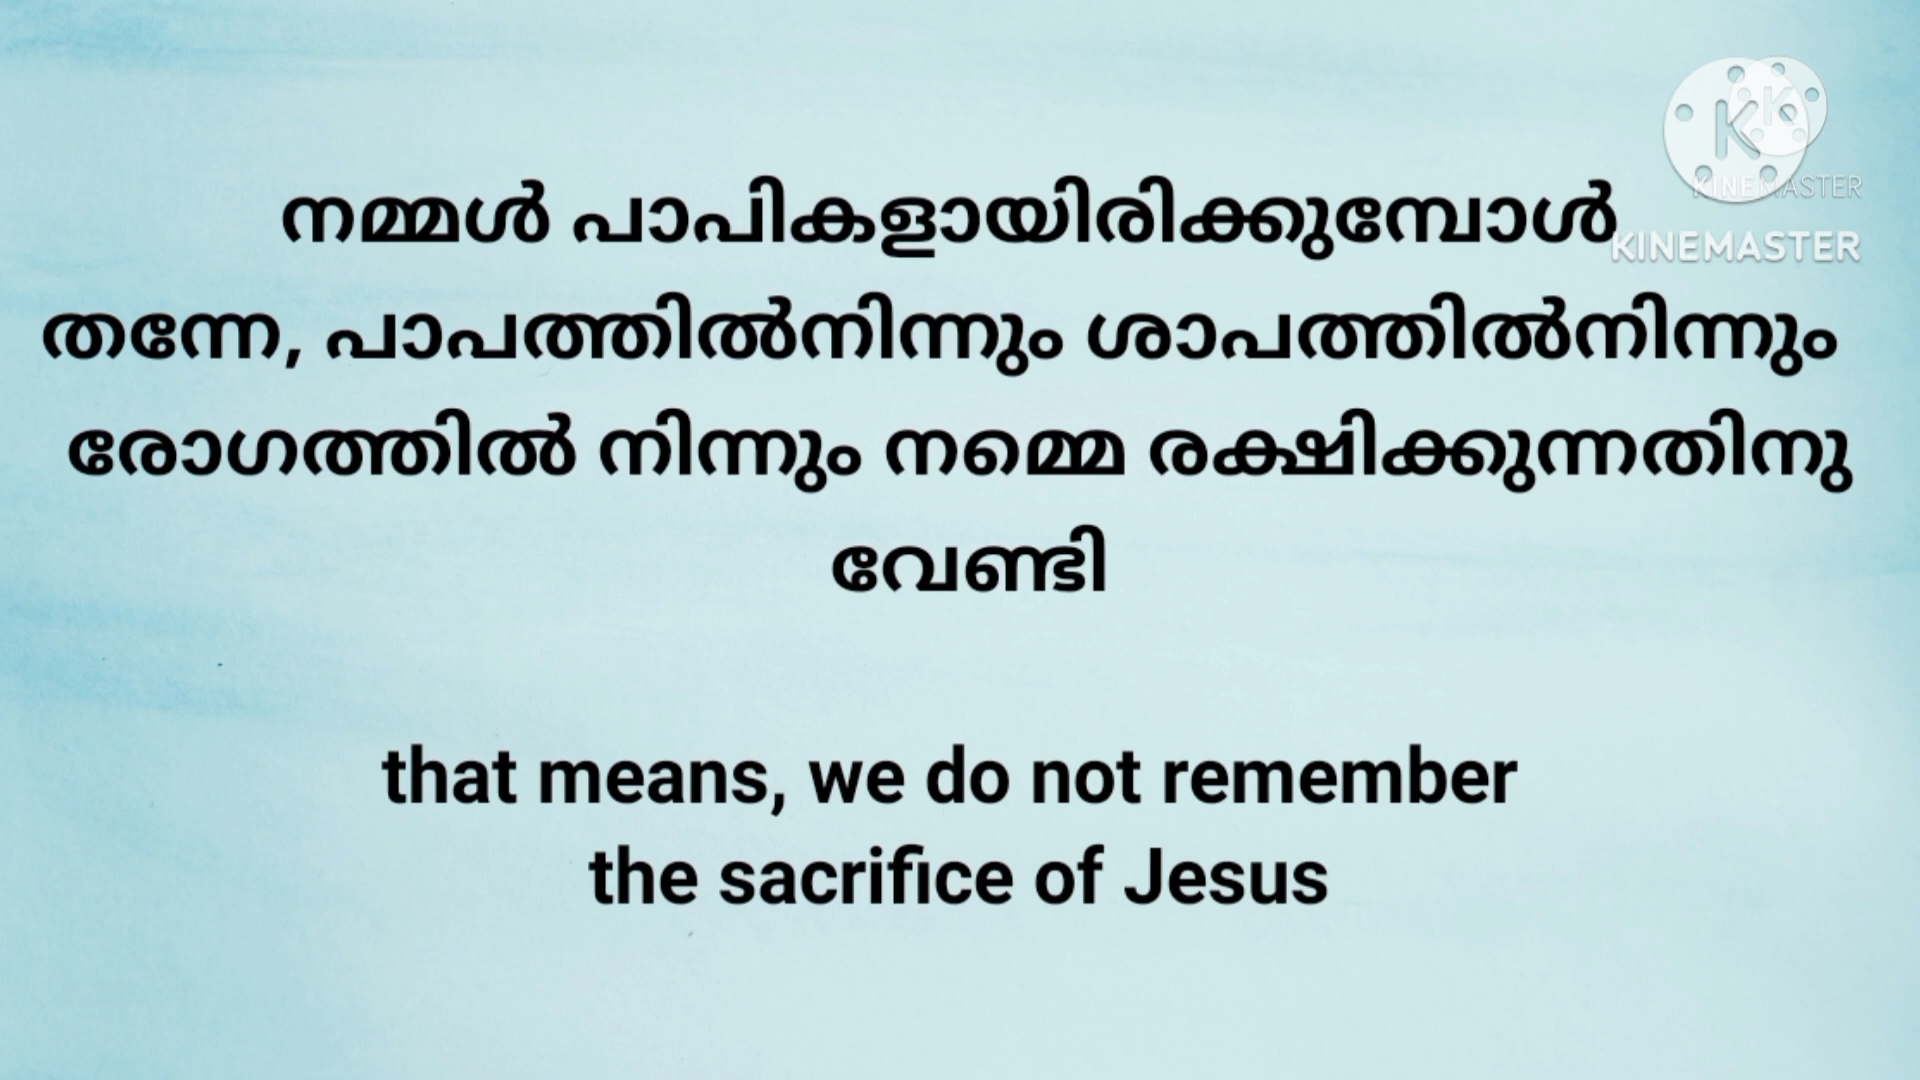 നമ്മൾ പാപികളായിരിക്കുമ്പോൾ
തന്നേ, പാപത്തിൽനിന്നും ശാപത്തിൽനിന്നും
രോഗത്തിൽ നിന്നും നമ്മെ രക്ഷിക്കുന്നതിനു
വേണ്ടി
that means, we do not remember
the sacrifice of Jesus
KINEMASTER
KINEMASTER